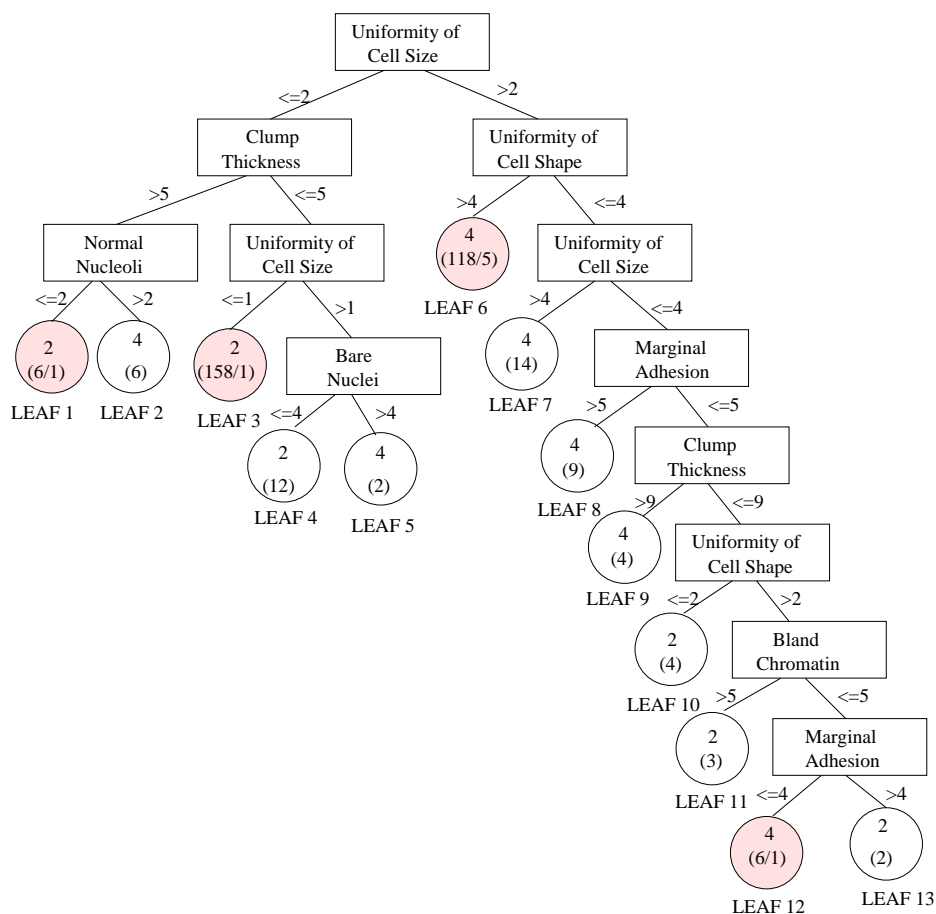 Uniformity of
Cell Size
<=2
>2
Clump
Thickness
Uniformity of
Cell Shape
>5
<=5
>4
<=4
Normal
Nucleoli
Uniformity of
Cell Size
4
(118/5)
LEAF 6
Uniformity of
Cell Size
<=2
>2
<=1
>1
>4
<=4
2
(6/1)
LEAF 1
4
(6)
LEAF 2
2
(158/1)
LEAF 3
Bare
Nuclei
4
(14)
LEAF 7
Marginal
Adhesion
<=4
>4
>5
<=5
2
(12)
LEAF 4
4
(2)
LEAF 5
4
(9)
LEAF 8
Clump
Thickness
>9
<=9
4
(4)
LEAF 9
Uniformity of
Cell Shape
<=2
>2
2
(4)
LEAF 10
Bland
Chromatin
>5
<=5
2
(3)
LEAF 11
Marginal
Adhesion
<=4
>4
4
(6/1)
LEAF 12
2
(2)
LEAF 13